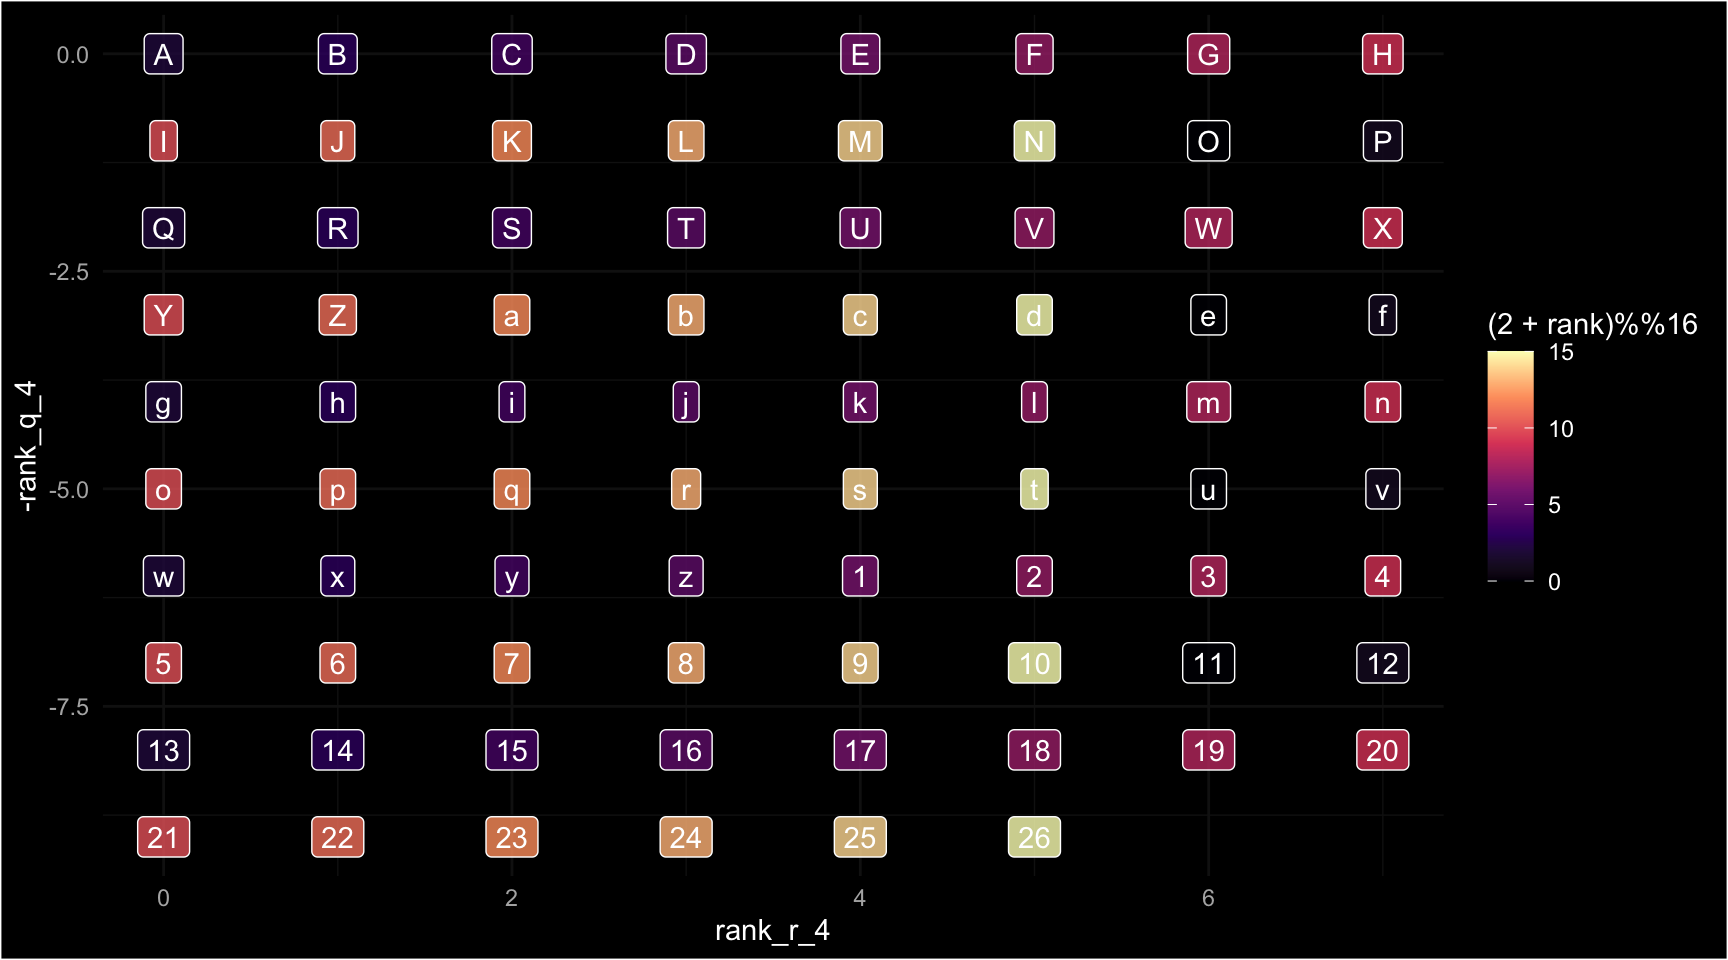 0.0 A B C D E F G H
I J K L M N O P
Q R S T U V W X
-2.5
Y Z a b c d e f
(2 + rank)%%16
15
10
5
0
g h i j k l m n
-rank_q_4
-5.0 o p q r s t u v
w x y z 1 2 3 4
5 6 7 8 9 10 11 12
-7.5
13 14 15 16 17 18 19 20
21 22 23 24 25 26
0 2 4 6
rank_r_4